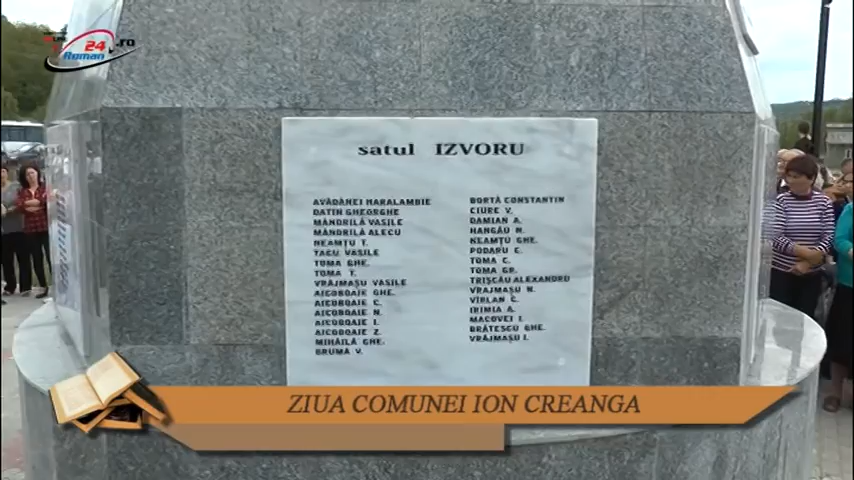 24
Roman .ro
satul IZVORU
AVĂDĂNEI HARALAMBIE
DATIN GHEORGHE
MÂNDRILĂ VASILE
MÂNDRILĂ ALECU
NEAMȚU T.
TACU VASILE
TOMA GHE.
TOMA T.
VRĂJMAȘU VASILE
AICOBOAIE GHE.
AICOBOAIE C.
AICOBOAIE N.
AICOBOAIE I.
AICOBOAIE Z.
MIHĂILĂ GHE.
BRUMĂ V.
BORTĂ CONSTANTIN
CIURE V.
DAMIAN A.
HANGĂU N.
NEAMȚU GHE.
PODARU C.
TOMA C.
TOMA GR.
TRIȘCAȘU ALEXANDRU
VRĂJMAȘU N.
VÎRLAN C.
IRIMIA A.
MACOVEI I.
BRĂTESCU GHE.
VRĂJMAȘU I.
ZIUA COMUNEI ION CREANGA